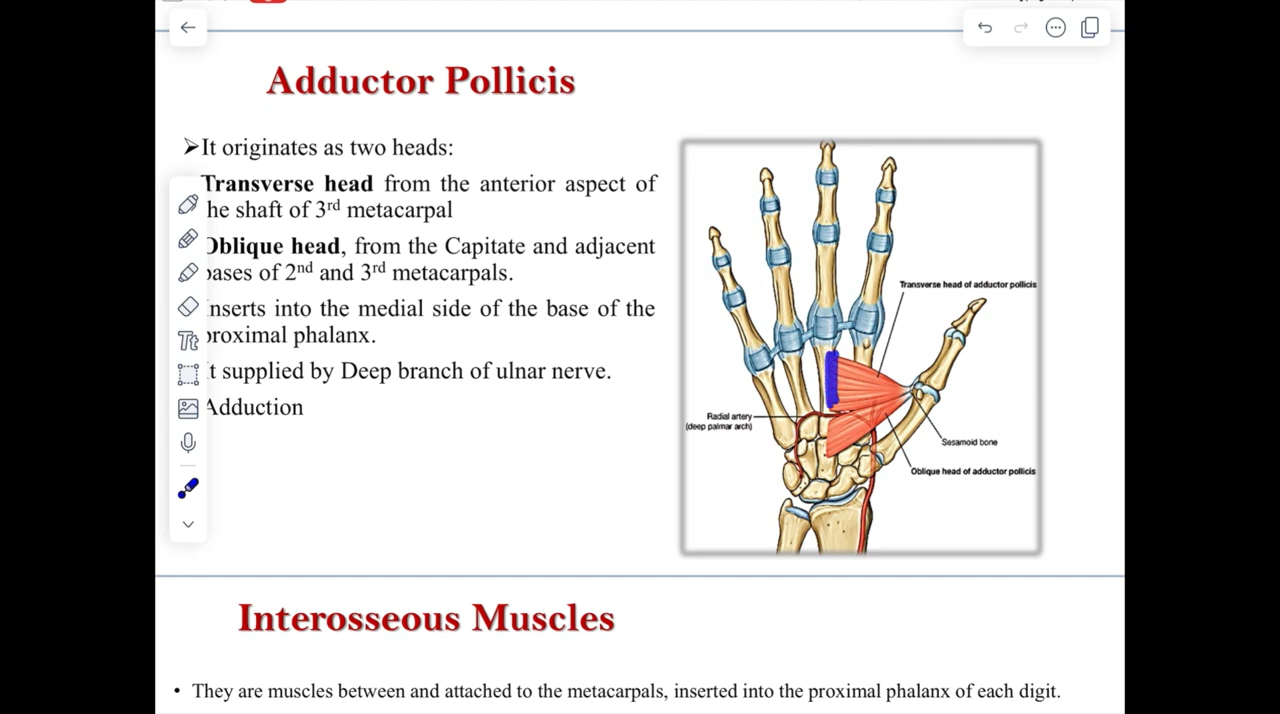 Adductor Pollicis
➤It originates as two heads:
Transverse head from the anterior aspect of
he shaft of 3rd metacarpal
Oblique head, from the Capitate and adjacent
bases of 2nd and 3rd metacarpals.
Inserts into the medial side of the base of the
proximal phalanx.
It supplied by Deep branch of ulnar nerve.
Adduction
Transverse head of adductor pollicis
Radial artery
(deep palmar arch)
Sesamoid bone
Oblique head of adductor pollicis
Tt
Interosseous Muscles
• They are muscles between and attached to the metacarpals, inserted into the proximal phalanx of each digit.